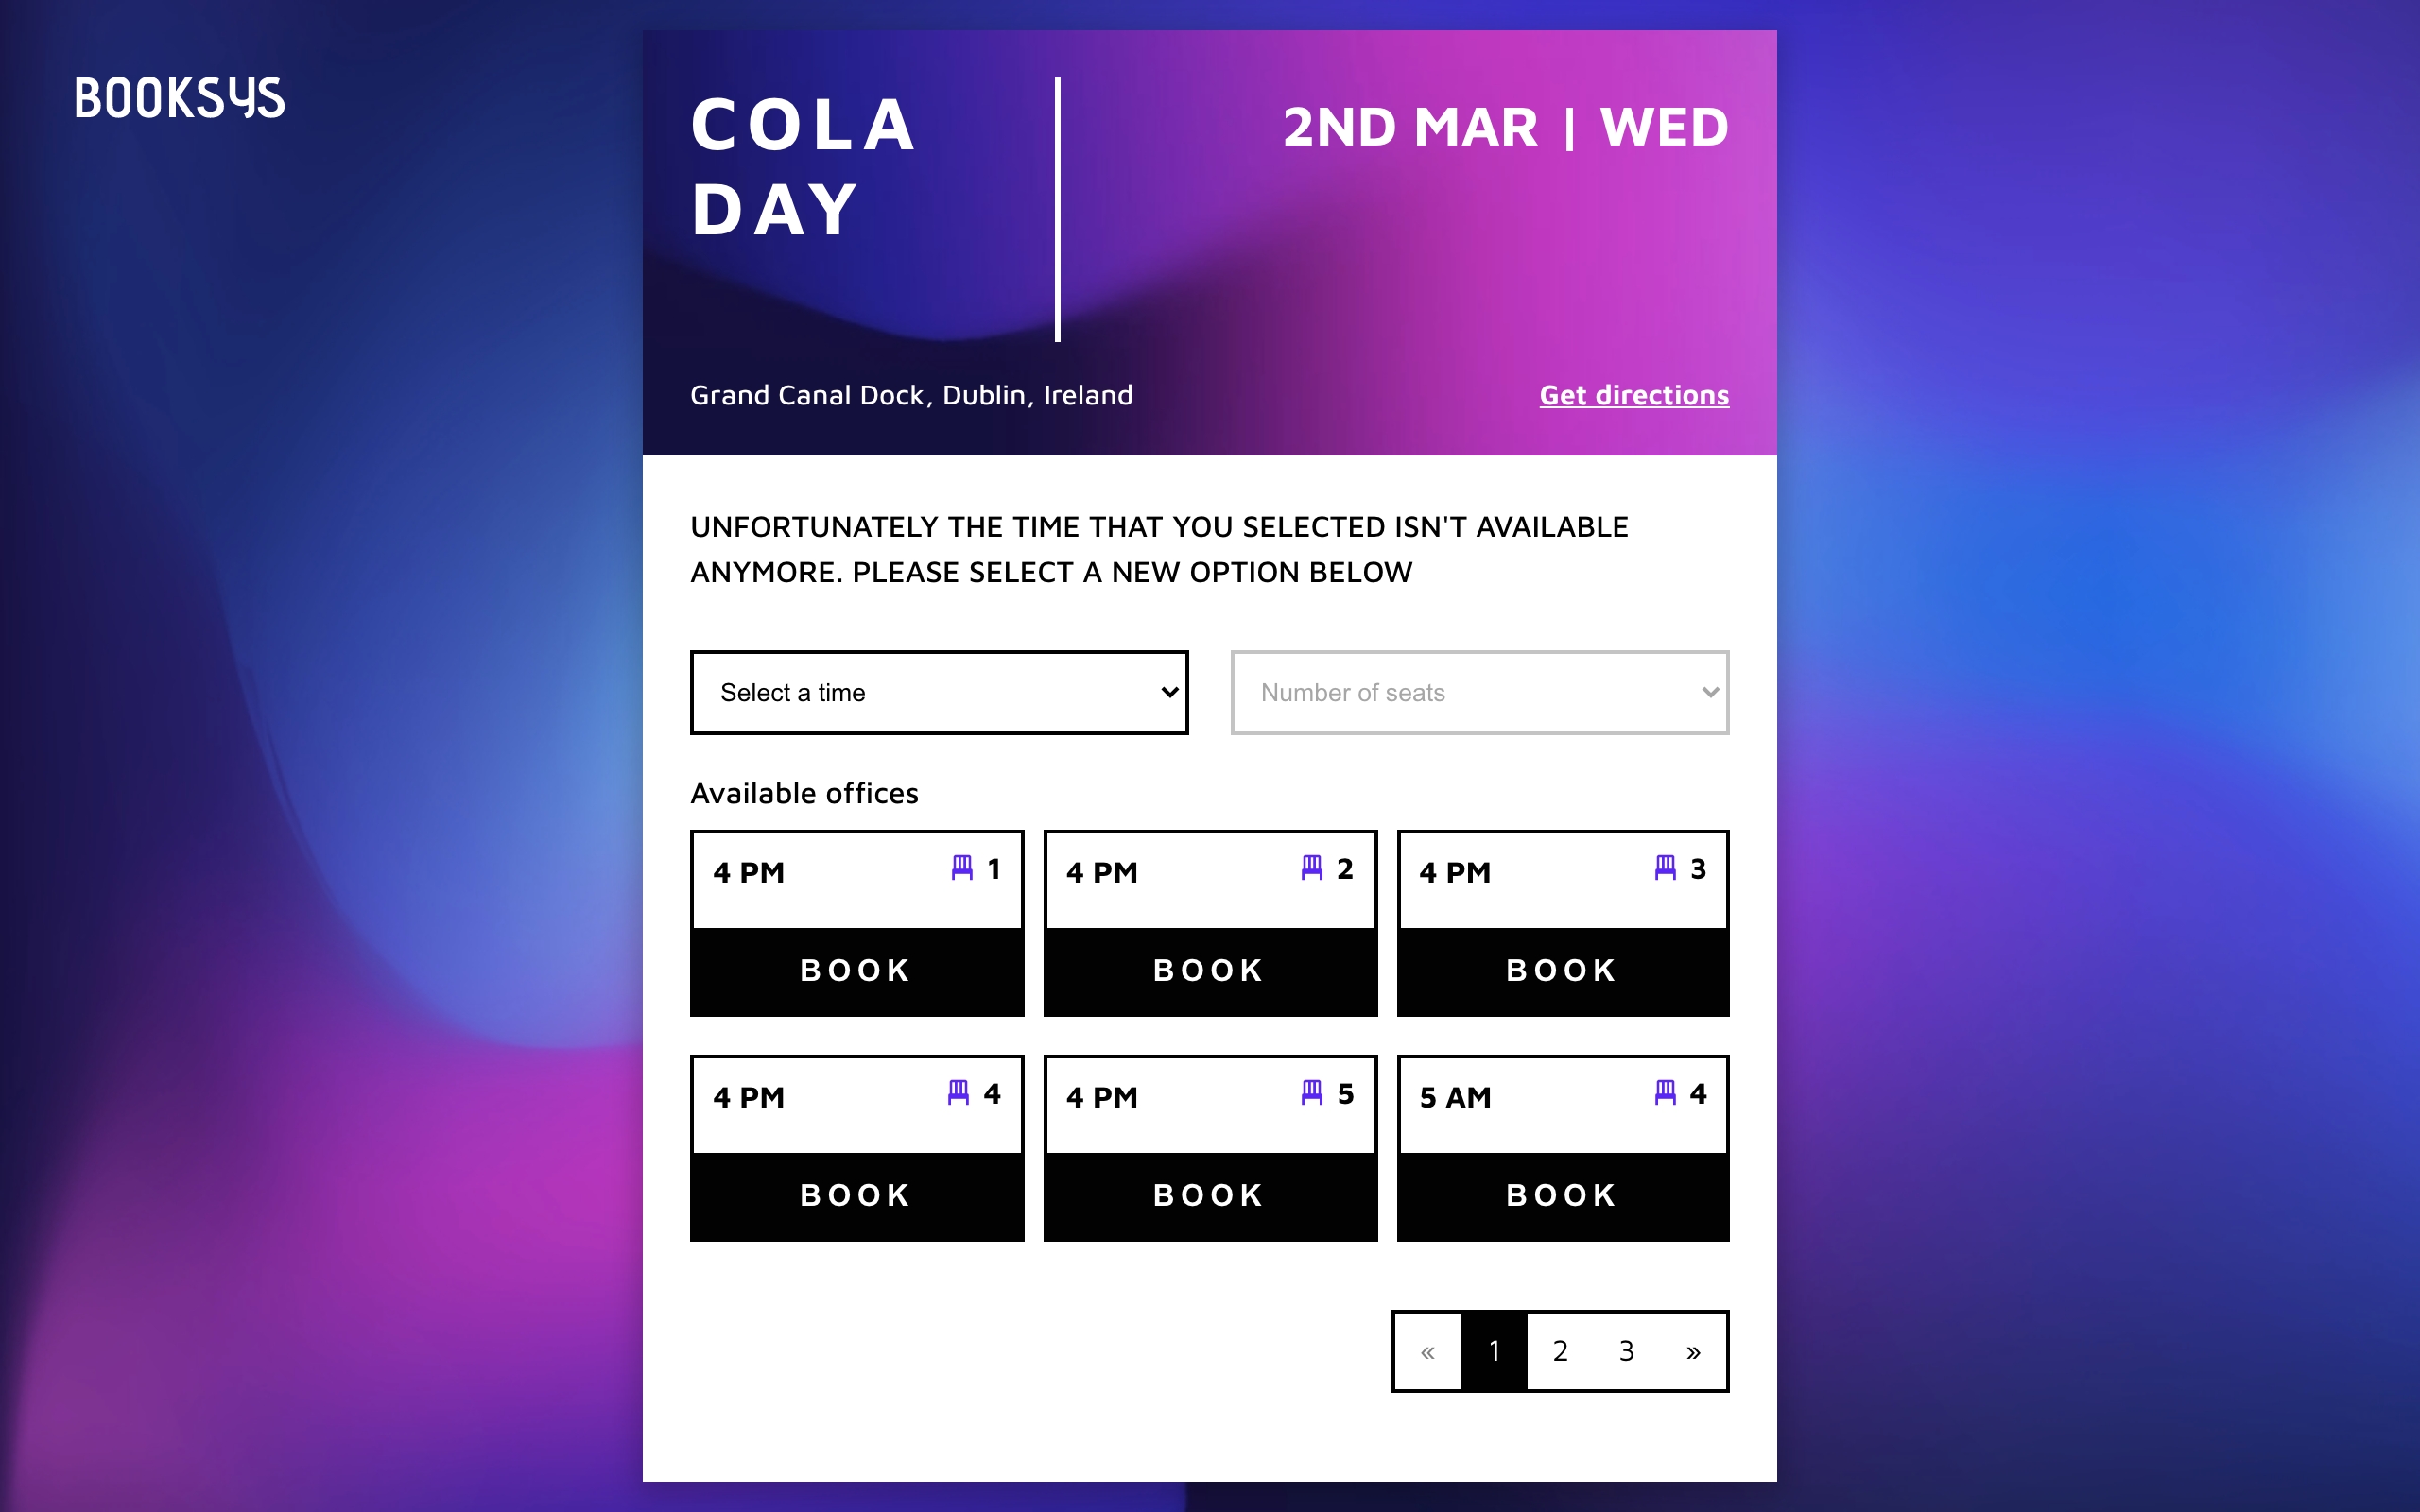 BOOKSYS
COLA
DAY
2ND MAR | WED
Grand Canal Dock, Dublin, Ireland
Get directions
UNFORTUNATELY THE TIME THAT YOU SELECTED ISN'T AVAILABLE
ANYMORE. PLEASE SELECT A NEW OPTION BELOW
Select a time
Number of seats
Available offices
4 PM 1
4 PM 2
4 PM 3
BOOK
BOOK
BOOK
4 PM 4
4 PM 5
5 AM 4
BOOK
BOOK
BOOK
« 1 2 3 »